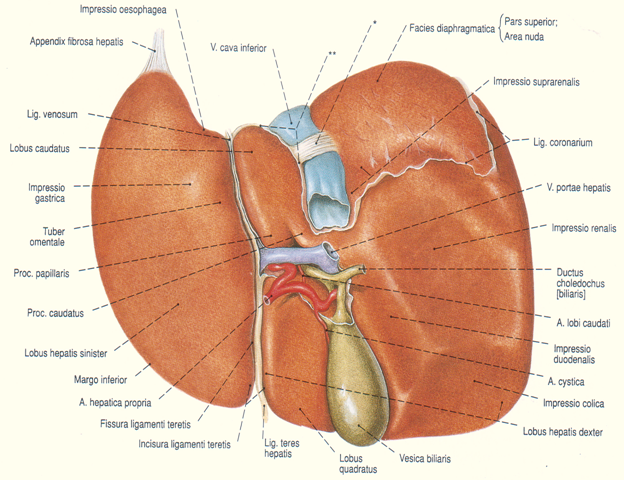 Impressio oesophagea
Appendix fibrosa hepatis
V. cava inferior
**
*
Facies diaphragmatica
Pars superior;
Area nuda
Impressio suprarenalis
Lig. venosum
Lobus caudatus
Lig. coronarium
Impressio
gastrica
V. portae hepatis
Tuber
omentale
Impressio renalis
Proc. papillaris
Ductus
choledochus
[biliaris]
Proc. caudatus
A. lobi caudati
Lobus hepatis sinister
Impressio
duodenalis
Margo inferior
A. cystica
A. hepatica propria
Impressio colica
Fissura ligamenti teretis
Incisura ligamenti teretis
Lig. teres
hepatis
Lobus
quadratus
Vesica biliaris
Lobus hepatis dexter